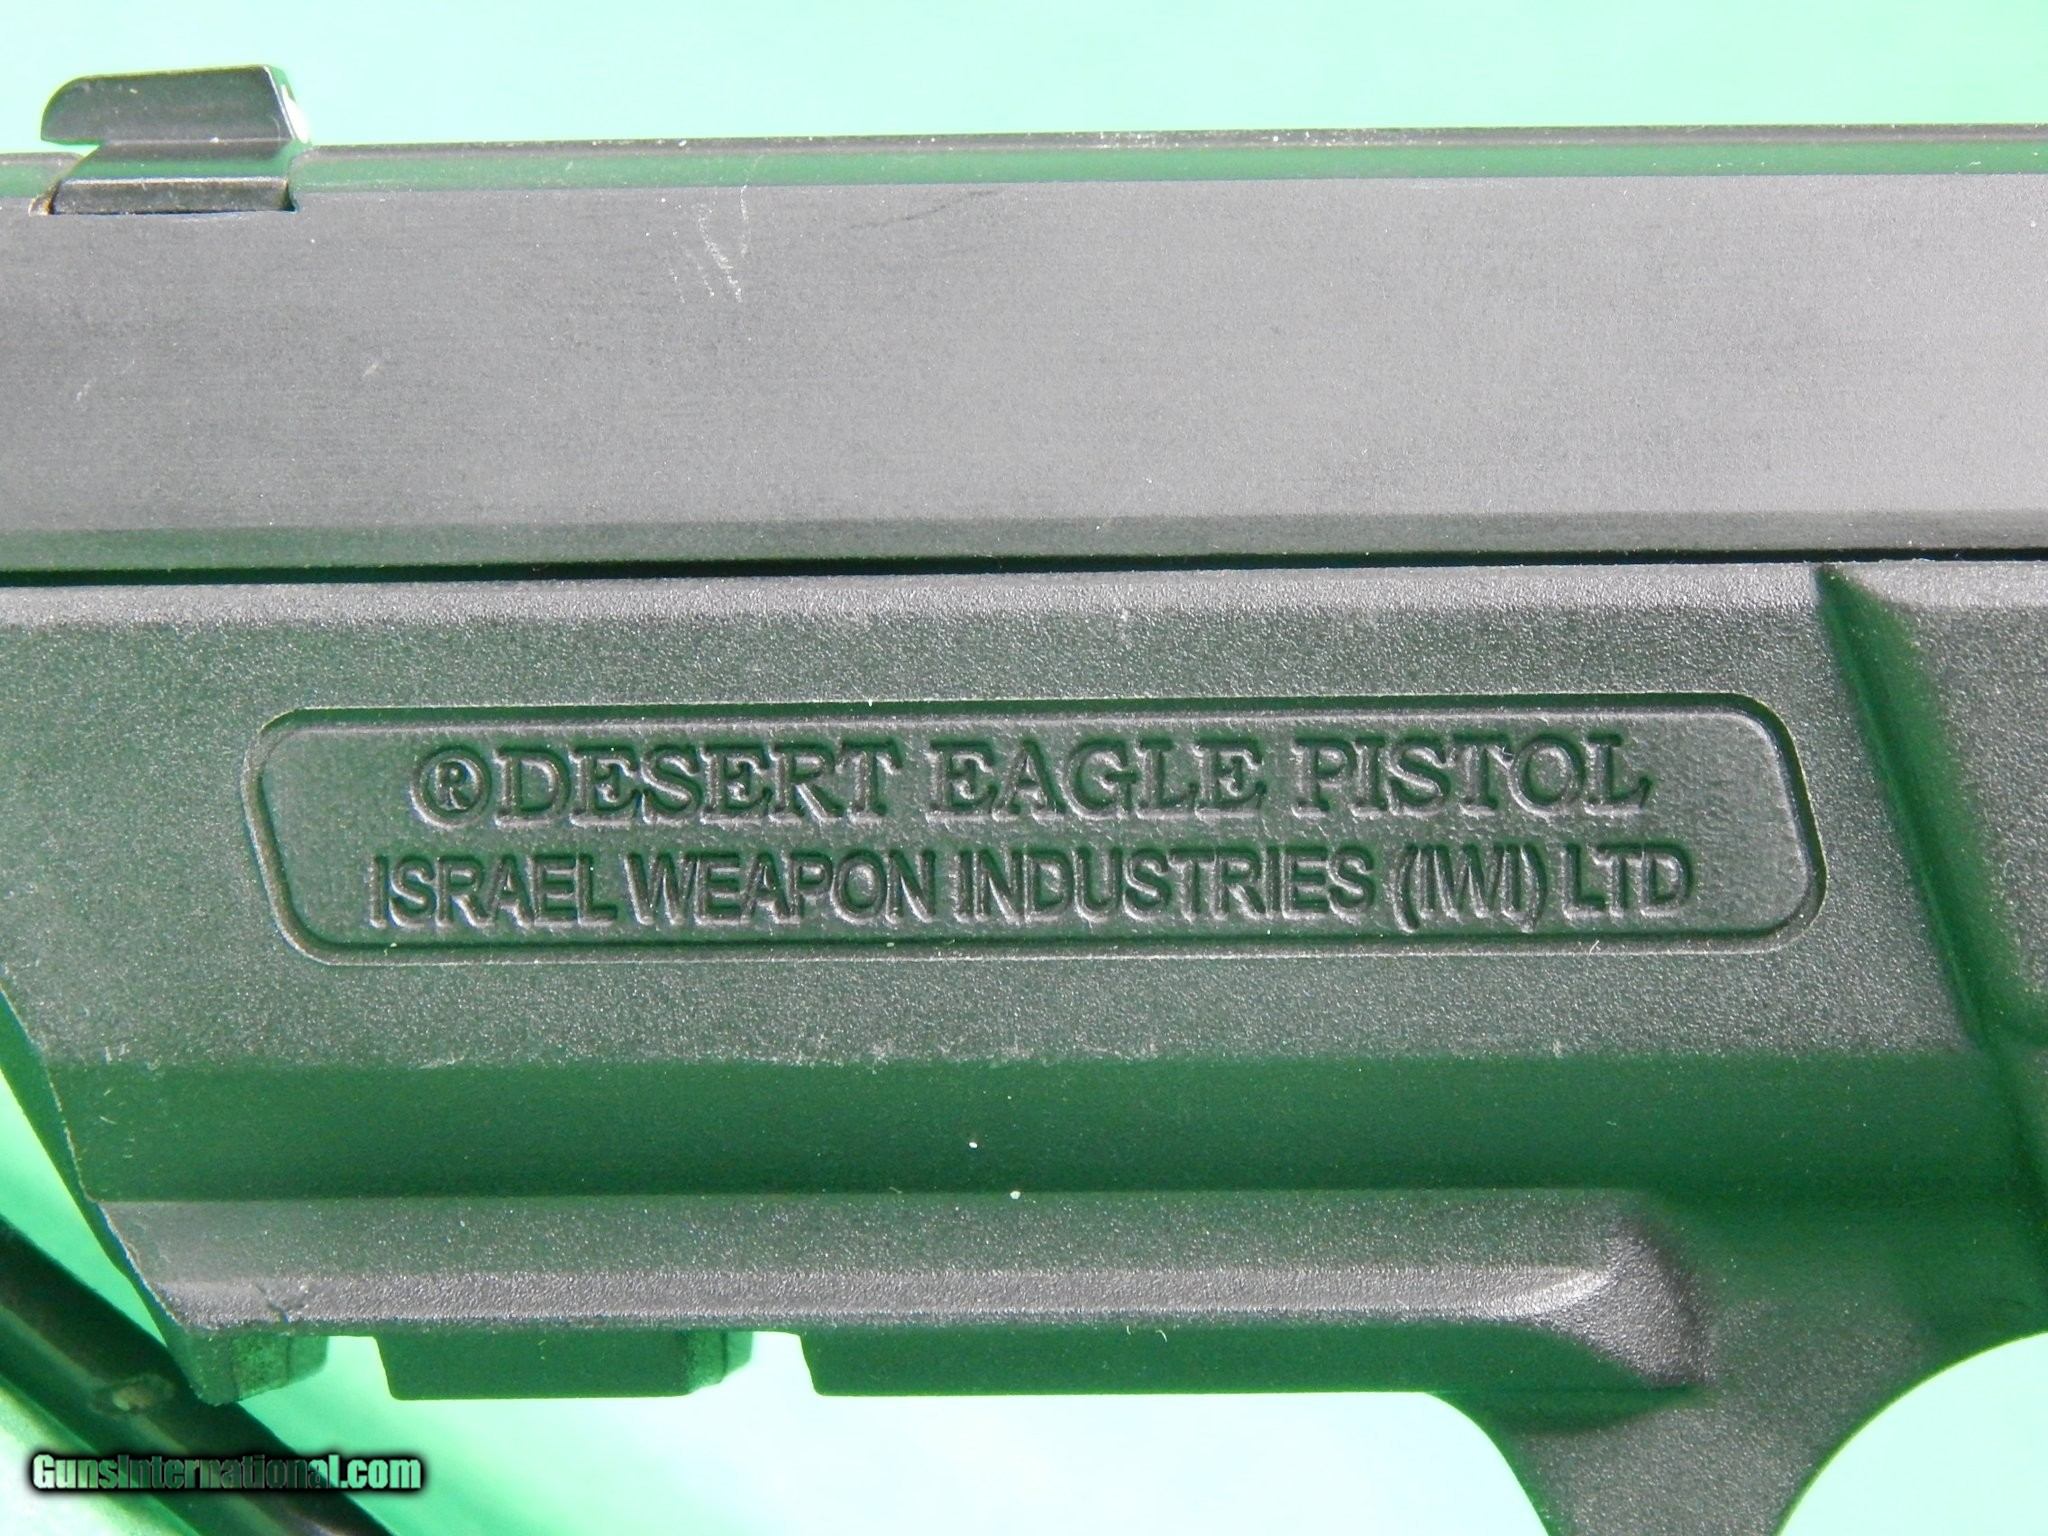 ®DESERT EAGLE PISTOL
ISRAEL WEAPON INDUSTRIES (IWI) LTD
GunsInternational.com